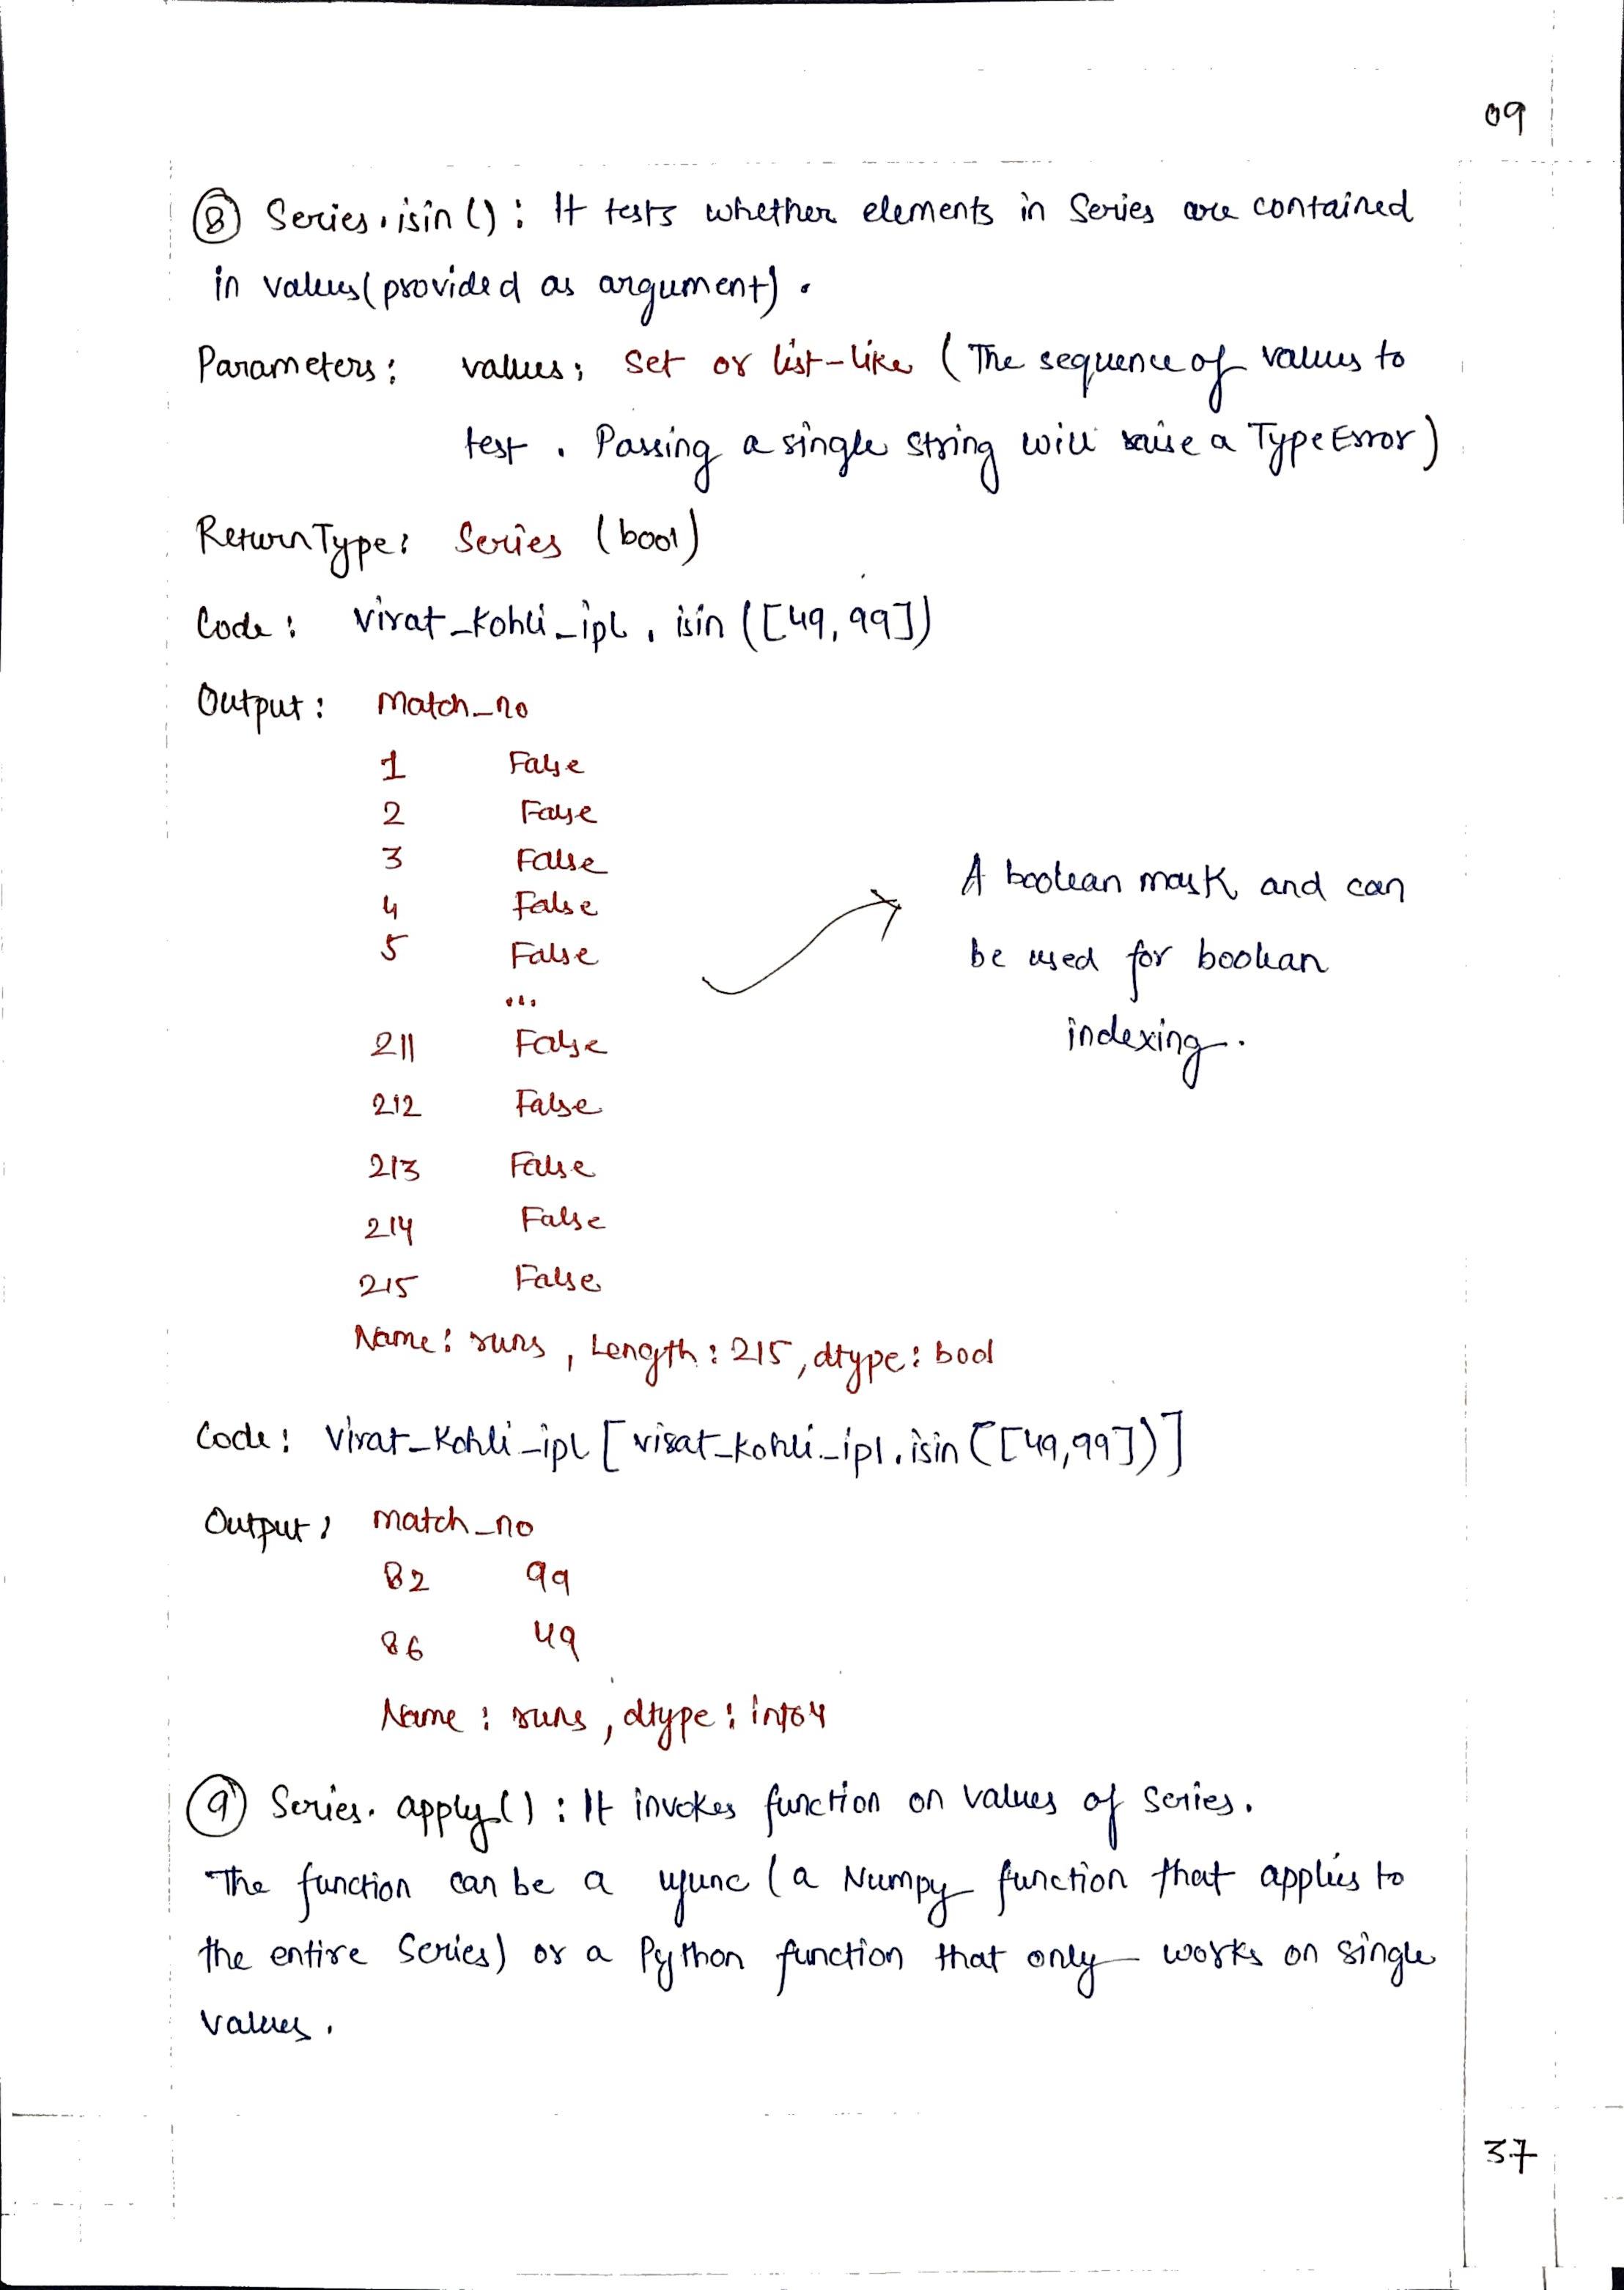 09
⑧ Series.isin() : It tests whether elements in Series are contained
in values(provided as argument).
Parameters : values : set or list-like (The sequence of values to
test . Passing a single string will raise a TypeError)
Return Type : Series (bool)
Code : virat_kohli_ipl . isin ([49,99])
Output : match_no
1 False
2 False
3 False
4 False
5 False
...
211 False
212 False
213 False
214 False
215 False
Name : runs , Length : 215, dtype : bool
A boolean mask and can
be used for boolean
indexing.
Code : virat_kohli_ipl [virat_kohli_ipl.isin([49,99])]
Output : match_no
82 99
86 49
Name : runs , dtype : int64
⑨ Series. apply() : It invokes function on values of Series.
The function can be a ufunc (a Numpy function that applies to
the entire Series) or a Python function that only works on single
values.
37